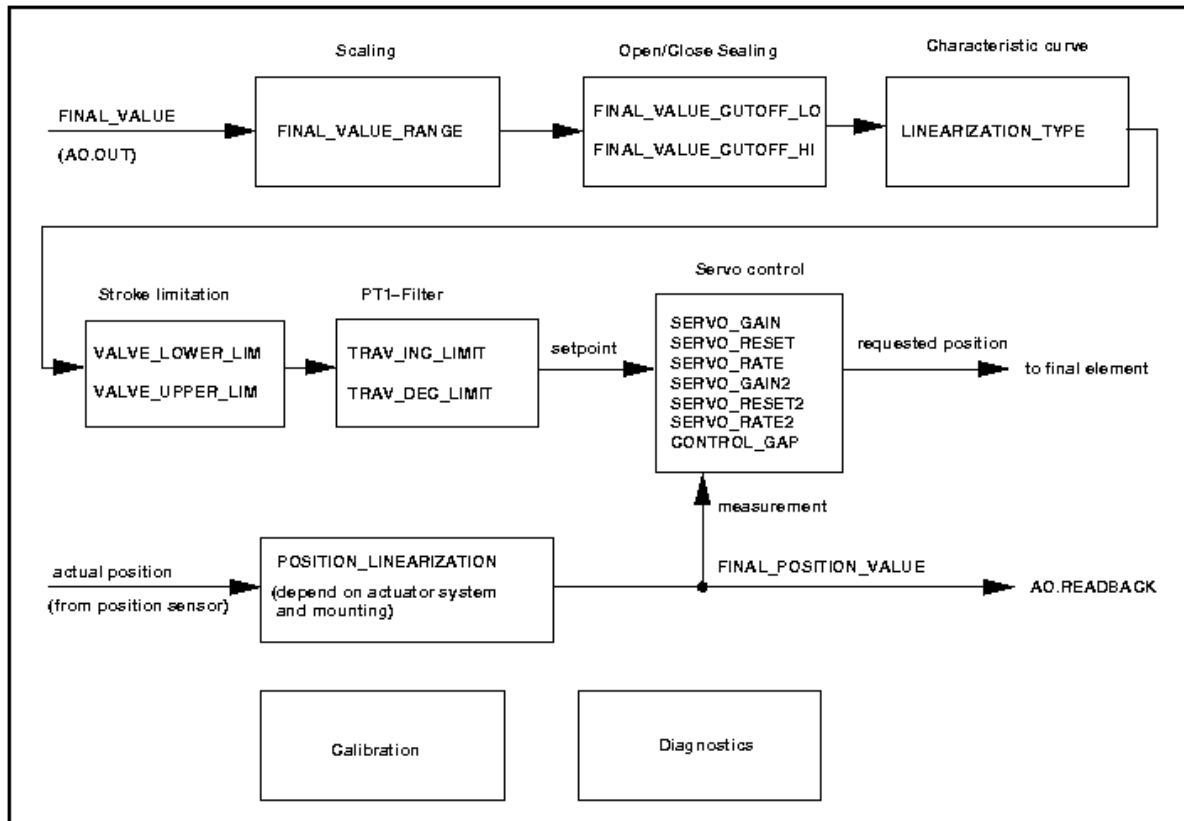 Scaling
Open/Close Sealing
Characteristic curve
FINAL_VALUE
(AO.OUT)
FINAL_VALUE_RANGE
FINAL_VALUE_CUTOFF_LO
FINAL_VALUE_CUTOFF_HI
LINEARIZATION_TYPE
Stroke limitation
PT1-Filter
Servo control
VALVE_LOWER_LIM
VALVE_UPPER_LIM
TRAV_INC_LIMIT
TRAV_DEC_LIMIT
setpoint
SERVO_GAIN
SERVO_RESET
SERVO_RATE
SERVO_GAIN2
SERVO_RESET2
SERVO_RATE2
CONTROL_GAP
requested position
to final element
measurement
actual position
(from position sensor)
POSITION_LINEARIZATION
(depend on actuator system
and mounting)
FINAL_POSITION_VALUE
AO.READBACK
Calibration
Diagnostics